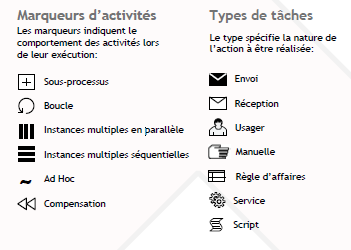 Marqueurs d'activités
Les marqueurs indiquent le
comportement des activités lors
de leur exécution:
Sous-processus
Boucle
Instances multiples en parallèle
Instances multiples séquentielles
Ad Hoc
Compensation
Types de tâches
Le type spécifie la nature de
l'action à être réalisée:
Envoi
Réception
Usager
Manuelle
Règle d'affaires
Service
Script